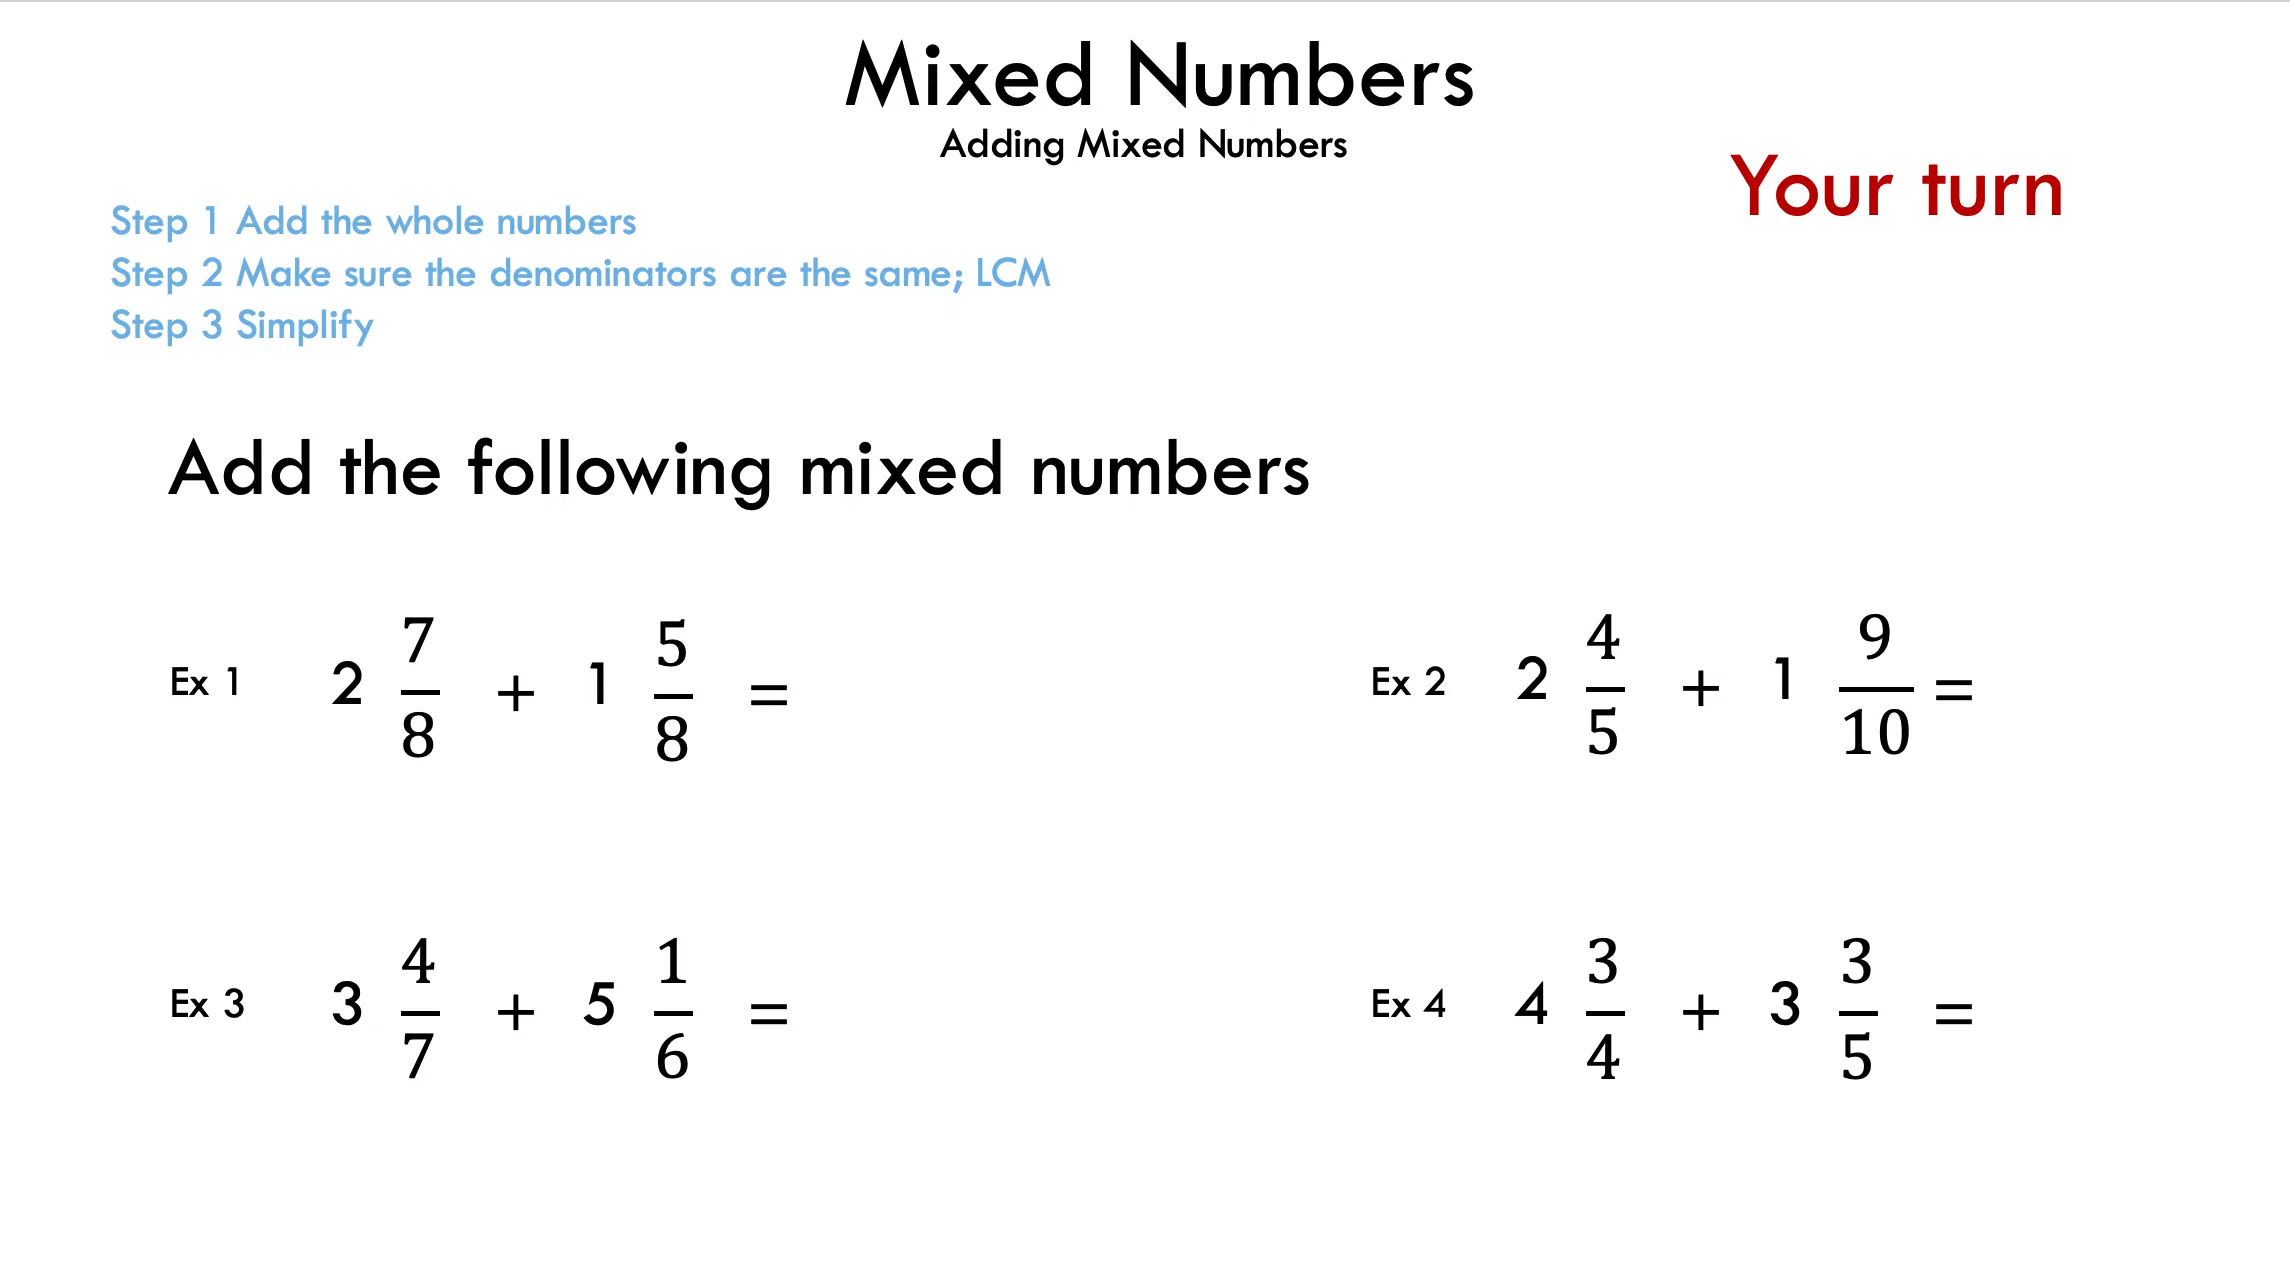 Mixed Numbers
Adding Mixed Numbers
Your turn
Step 1 Add the whole numbers
Step 2 Make sure the denominators are the same; LCM
Step 3 Simplify
Add the following mixed numbers
Ex 1 2 7/8 + 1 5/8 =
Ex 2 2 4/5 + 1 9/10 =
Ex 3 3 4/7 + 5 1/6 =
Ex 4 4 3/4 + 3 3/5 =